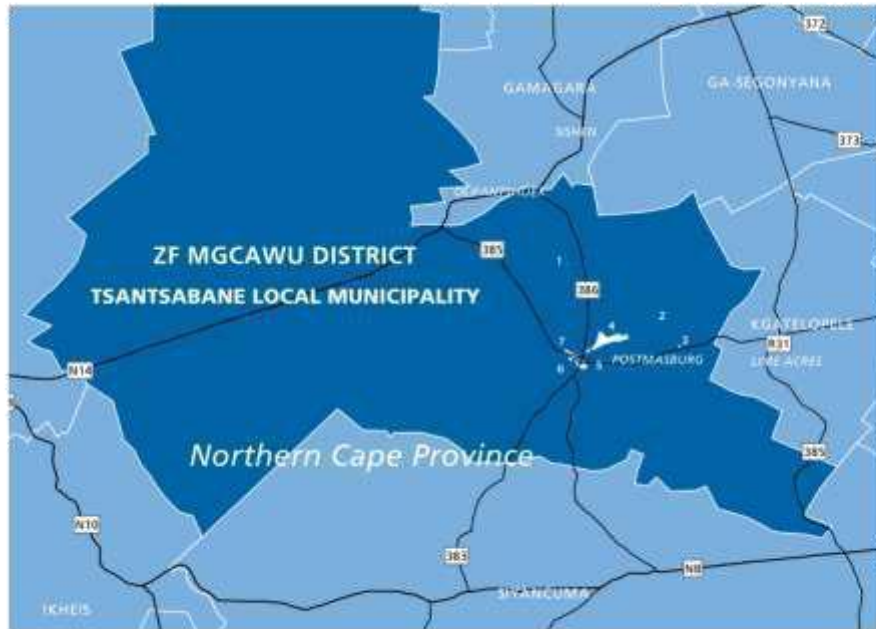 372
GAMAGARA
GA-SEGONYANA
SISHEN
373
ZF MGCAWU DISTRICT
385
1
TSANTSABANE LOCAL MUNICIPALITY
386
2
4
KGATELOPELE
7
3
R31
POSTMASBURG
LIME ACRES
N14
6
5
Northern Cape Province
385
N10
383
N8
SIYANCUMA